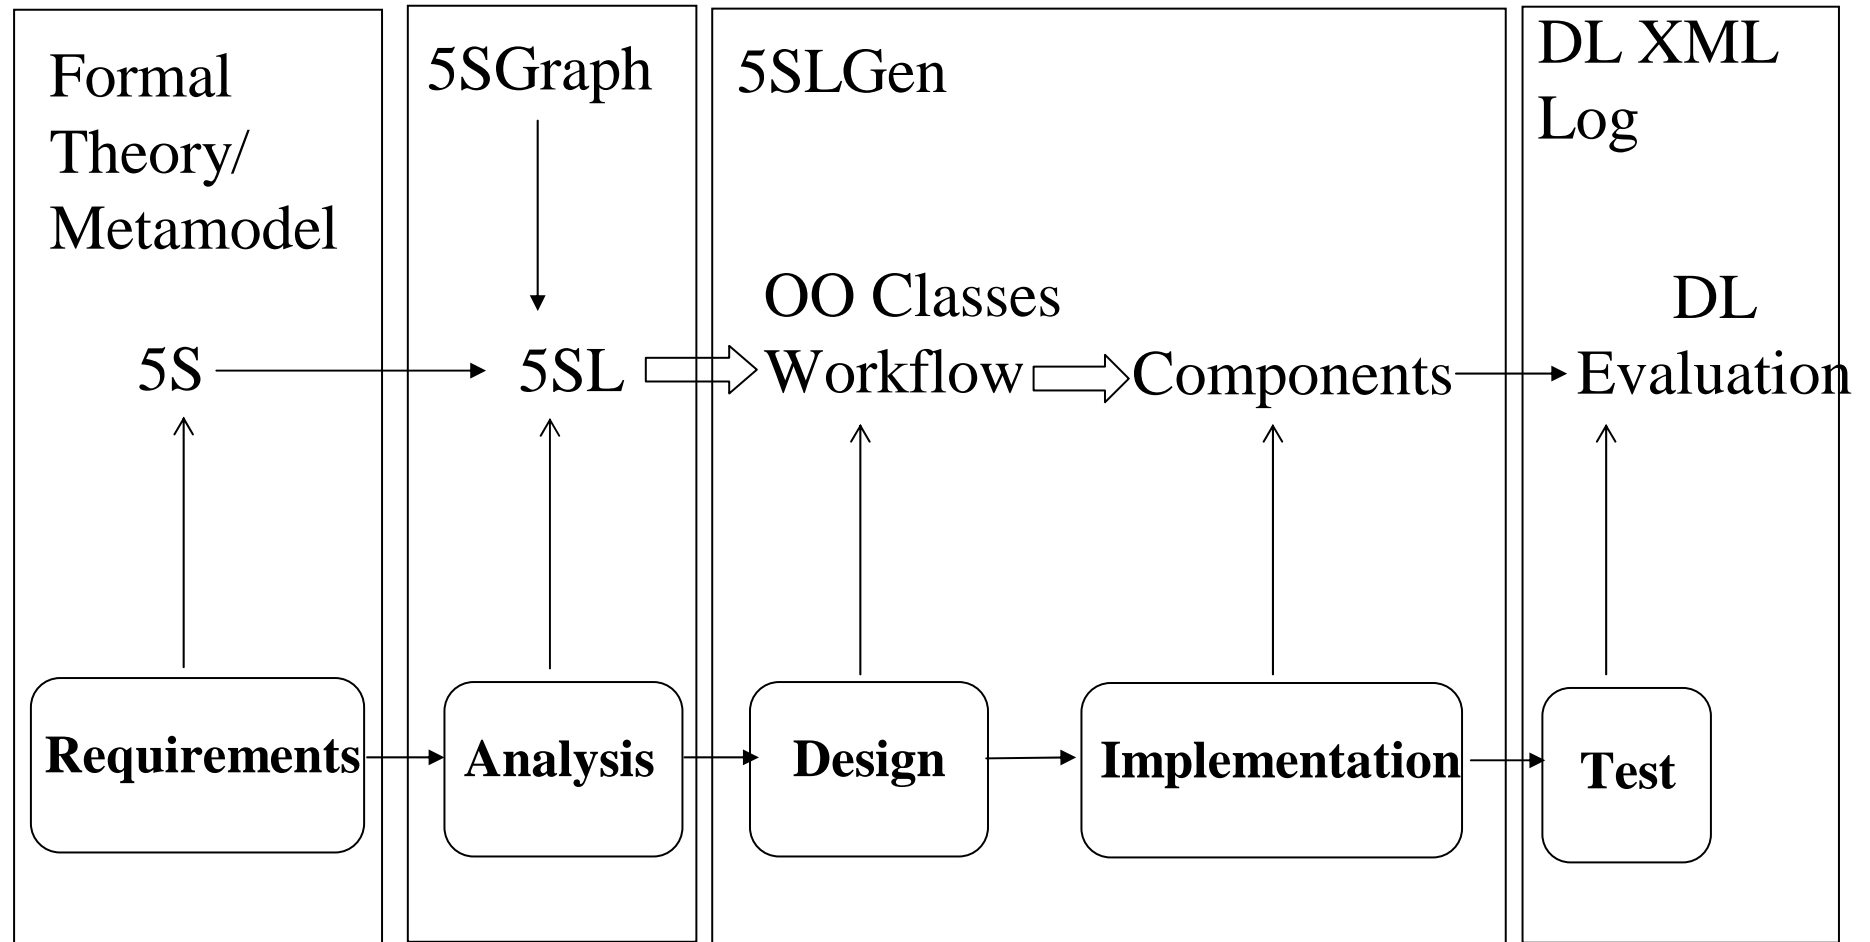 Formal
Theory/
Metamodel
5SGraph
5SLGen
DL XML
Log
5S
5SL
OO Classes
Workflow
Components
DL
Evaluation
Requirements
Analysis
Design
Implementation
Test